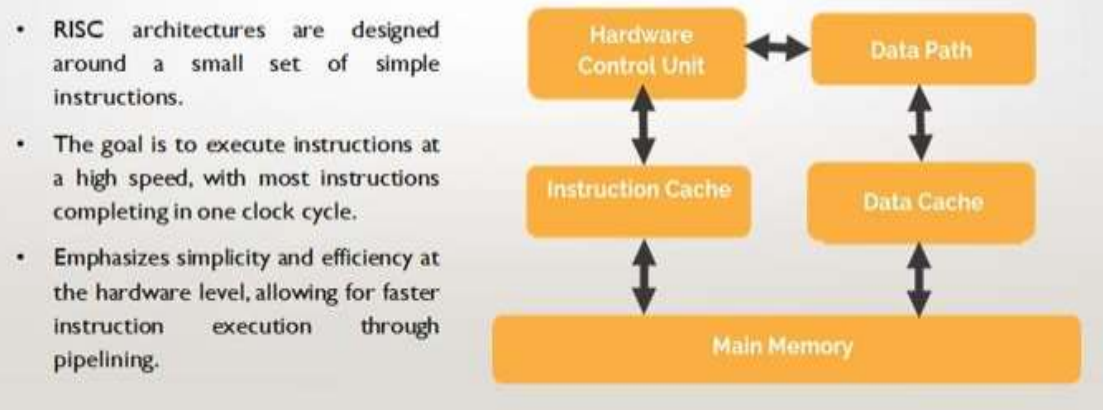 • RISC architectures are designed
around a small set of simple
instructions.
• The goal is to execute instructions at
a high speed, with most instructions
completing in one clock cycle.
• Emphasizes simplicity and efficiency at
the hardware level, allowing for faster
instruction execution through
pipelining.
Hardware
Control Unit
Data Path
Instruction Cache
Data Cache
Main Memory